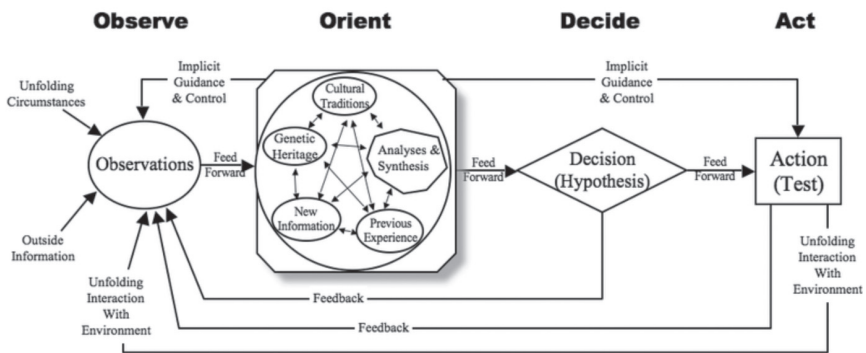 Observe
Orient
Decide
Act
Implicit
Guidance
& Control
Implicit
Guidance
& Control
Unfolding
Circumstances
Cultural
Traditions
Genetic
Heritage
Analyses &
Synthesis
New
Information
Previous
Experience
Observations
Feed
Forward
Feed
Forward
Decision
(Hypothesis)
Feed
Forward
Action
(Test)
Outside
Information
Unfolding
Interaction
With
Environment
Unfolding
Interaction
With
Environment
Feedback
Feedback